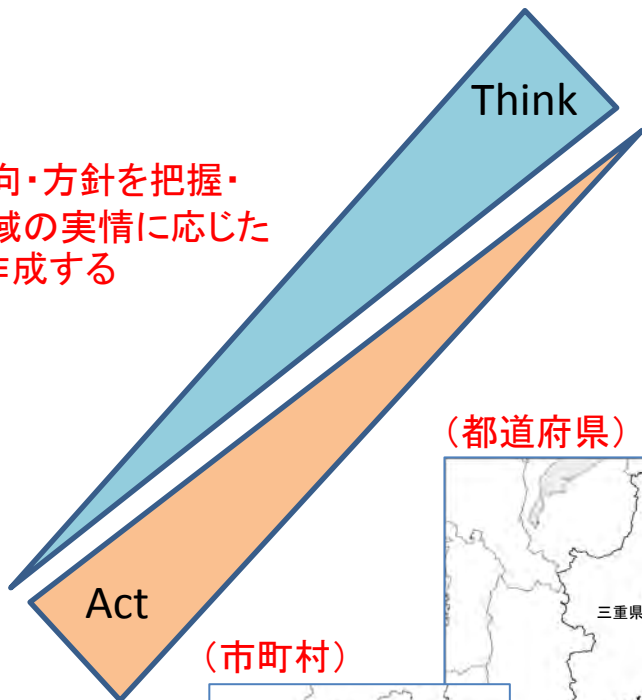 Think
向・方針を把握・
域の実情に応じた
作成する
（都道府県）
三重県
Act
（市町村）